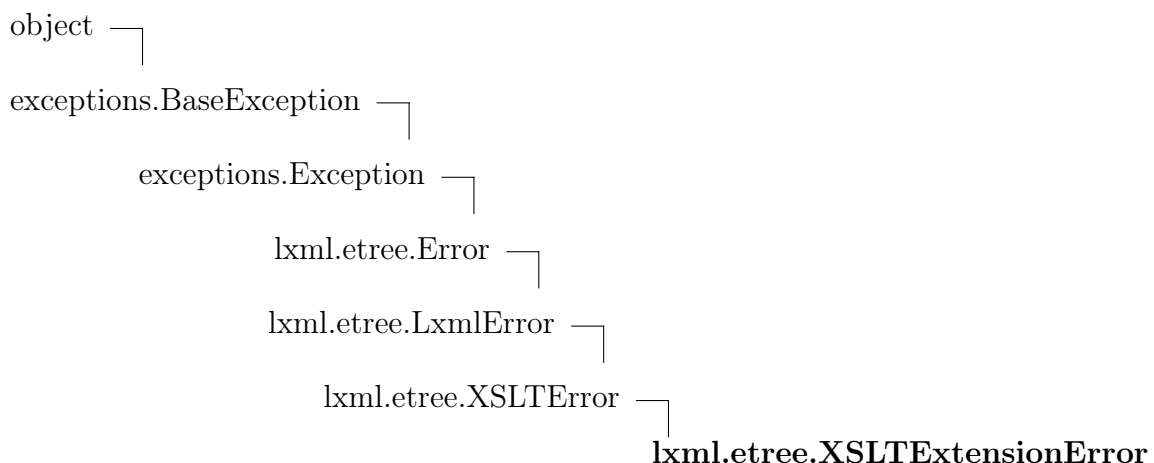 object
exceptions.BaseException
exceptions.Exception
lxml.etree.Error
lxml.etree.LxmlError
lxml.etree.XSLTError
lxml.etree.XSLTExtensionError